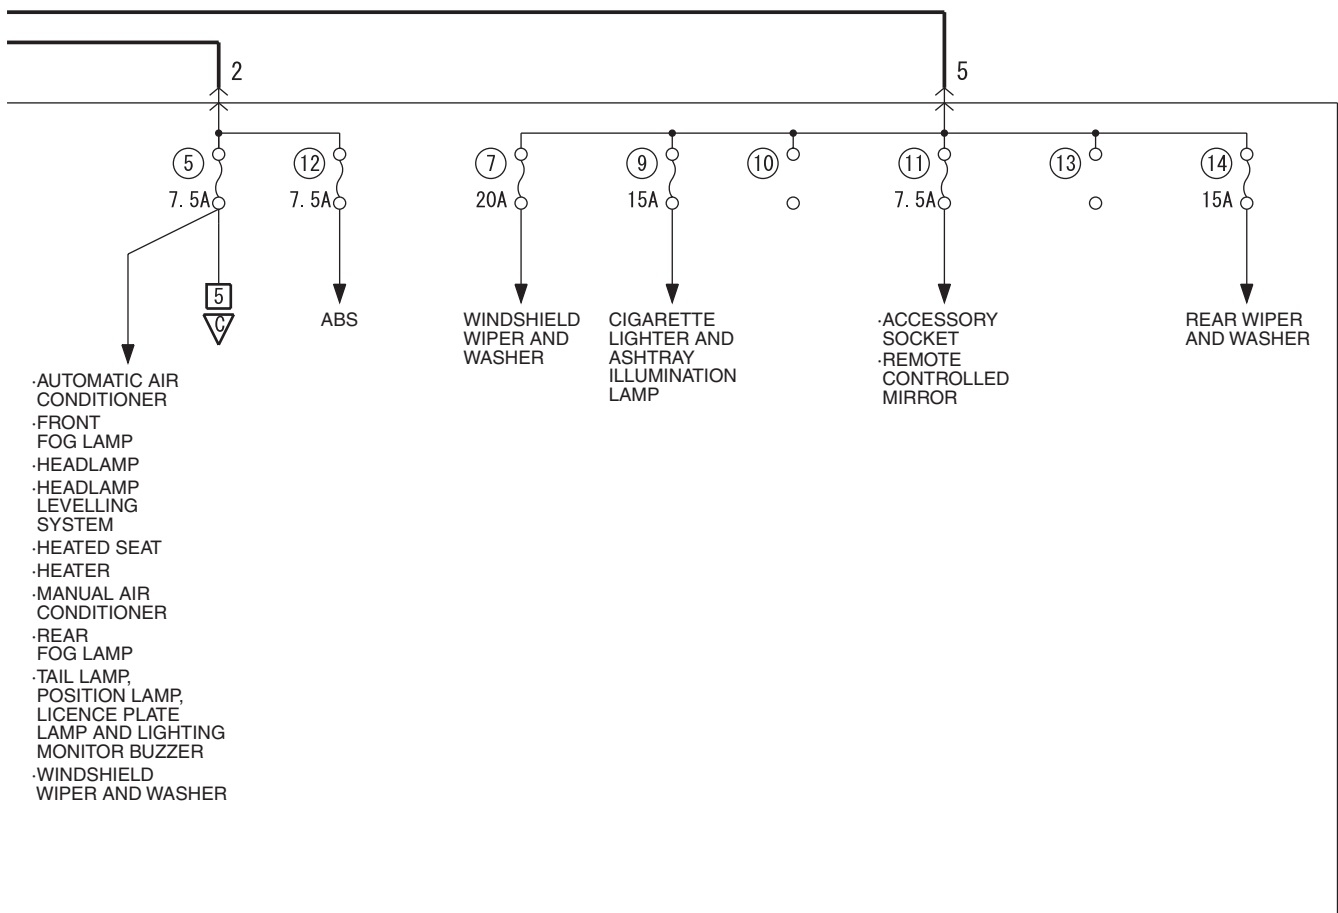 2
5
5
12
7
9
10
11
13
14
7. 5A
7. 5A
20A
15A
7. 5A
15A
5
C
ABS
WINDSHIELD
WIPER AND
WASHER
CIGARETTE
LIGHTER AND
ASHTRAY
ILLUMINATION
LAMP
·ACCESSORY
SOCKET
·REMOTE
CONTROLLED
MIRROR
REAR WIPER
AND WASHER
·AUTOMATIC AIR
CONDITIONER
·FRONT
FOG LAMP
·HEADLAMP
·HEADLAMP
LEVELLING
SYSTEM
·HEATED SEAT
·HEATER
·MANUAL AIR
CONDITIONER
·REAR
FOG LAMP
·TAIL LAMP,
POSITION LAMP,
LICENCE PLATE
LAMP AND LIGHTING
MONITOR BUZZER
·WINDSHIELD
WIPER AND WASHER